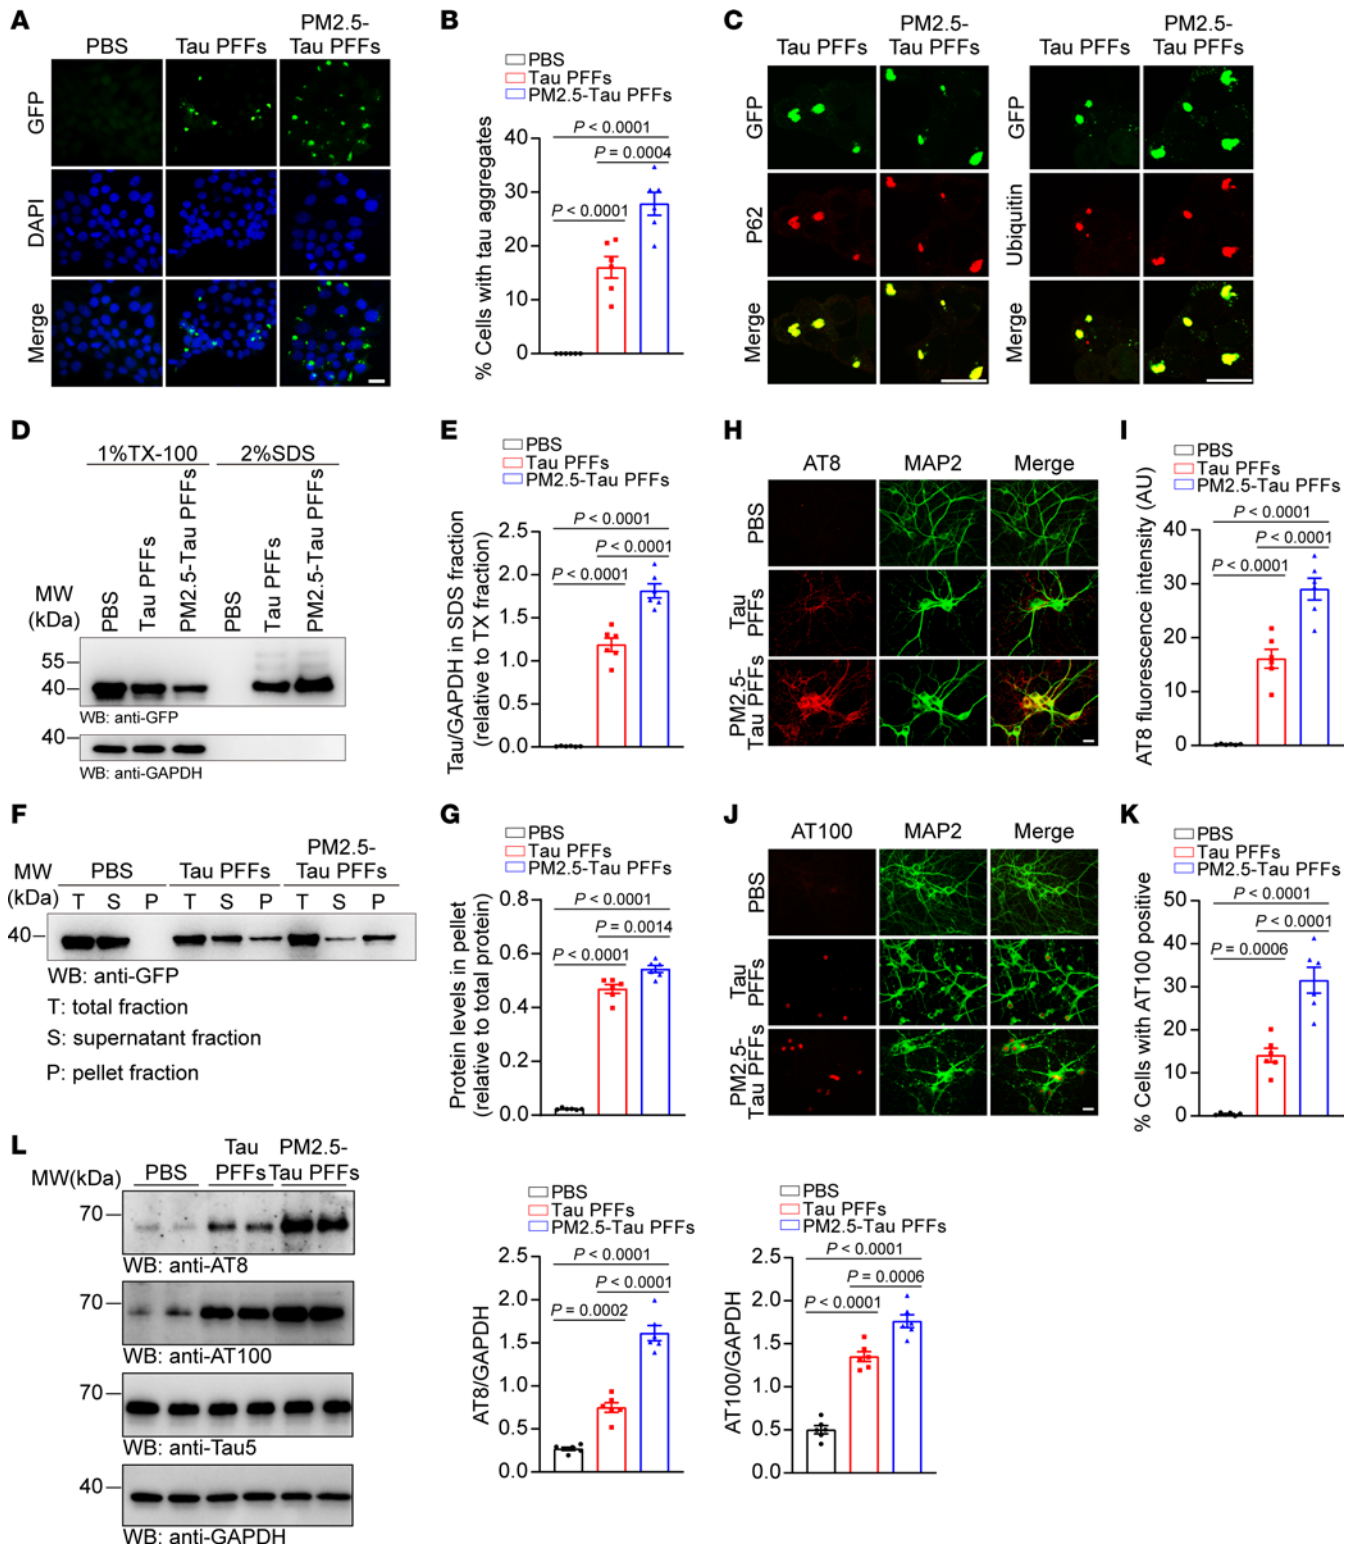 A
PBS
Tau PFFs
PM2.5-
Tau PFFs
GFP
DAPI
Merge
B
PBS
Tau PFFs
PM2.5-Tau PFFs
% Cells with tau aggregates
P < 0.0001
P = 0.0004
P < 0.0001
40
30
20
10
0
C
Tau PFFs
PM2.5-
Tau PFFs
GFP
P62
Merge
Tau PFFs
PM2.5-
Tau PFFs
GFP
Ubiquitin
Merge
D
1%TX-100
2%SDS
MW
(kDa)
PBS
Tau PFFs
PM2.5-Tau PFFs
PBS
Tau PFFs
PM2.5-Tau PFFs
55
40
WB: anti-GFP
40
WB: anti-GAPDH
E
PBS
Tau PFFs
PM2.5-Tau PFFs
Tau/GAPDH in SDS fraction
(relative to TX fraction)
P < 0.0001
P < 0.0001
P < 0.0001
2.5
2.0
1.5
1.0
0.5
0.0
H
AT8
MAP2
Merge
PBS
Tau
PFFs
PM2.5-
Tau PFFs
I
PBS
Tau PFFs
PM2.5-Tau PFFs
AT8 fluorescence intensity (AU)
P < 0.0001
P < 0.0001
P < 0.0001
40
30
20
10
0
F
MW
(kDa)
PBS
Tau PFFs
PM2.5-
Tau PFFs
T S P T S P T S P
40
WB: anti-GFP
T: total fraction
S: supernatant fraction
P: pellet fraction
G
PBS
Tau PFFs
PM2.5-Tau PFFs
Protein levels in pellet
(relative to total protein)
P < 0.0001
P = 0.0014
P < 0.0001
0.8
0.6
0.4
0.2
0.0
J
AT100
MAP2
Merge
PBS
Tau
PFFs
PM2.5-
Tau PFFs
K
PBS
Tau PFFs
PM2.5-Tau PFFs
% Cells with AT100 positive
P < 0.0001
P < 0.0001
P = 0.0006
50
40
30
20
10
0
L
MW(kDa)
PBS
Tau
PFFs
PM2.5-
Tau PFFs
70
WB: anti-AT8
70
WB: anti-AT100
70
WB: anti-Tau5
40
WB: anti-GAPDH
PBS
Tau PFFs
PM2.5-Tau PFFs
AT8/GAPDH
P < 0.0001
P < 0.0001
P = 0.0002
2.5
2.0
1.5
1.0
0.5
0.0
PBS
Tau PFFs
PM2.5-Tau PFFs
AT100/GAPDH
P < 0.0001
P = 0.0006
P < 0.0001
2.5
2.0
1.5
1.0
0.5
0.0